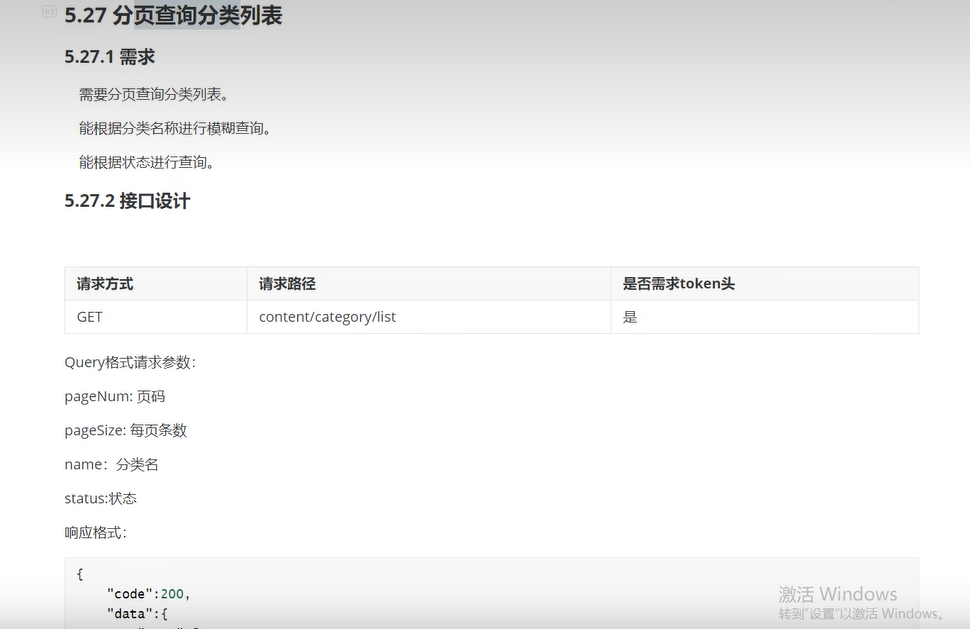 h3
5.27 分页查询分类列表
5.27.1 需求
需要分页查询分类列表。
能根据分类名称进行模糊查询。
能根据状态进行查询。
5.27.2 接口设计
请求方式 请求路径 是否需求token头
GET content/category/list 是
Query格式请求参数：
pageNum: 页码
pageSize: 每页条数
name：分类名
status:状态
响应格式：
{
"code":200,
"data":{
激活 Windows
转到"设置"以激活 Windows。